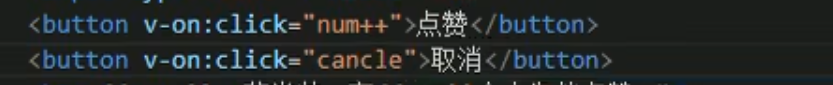 <button v-on:click="num++">点赞</button>
<button v-on:click="cancle">取消</button>